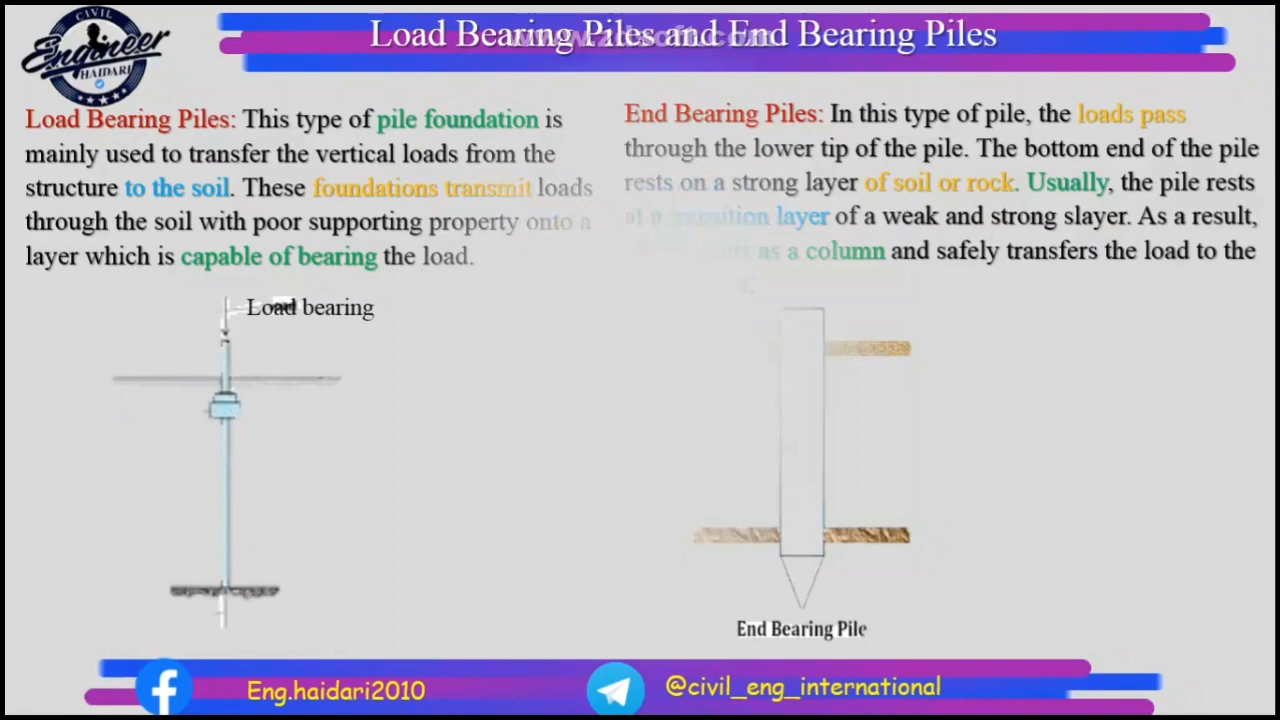 CIVIL
Engineer
HAIDARI
Load Bearing Piles and End Bearing Piles
Load Bearing Piles: This type of pile foundation is
mainly used to transfer the vertical loads from the
structure to the soil. These foundations transmit loads
through the soil with poor supporting property onto a
layer which is capable of bearing the load.
End Bearing Piles: In this type of pile, the loads pass
through the lower tip of the pile. The bottom end of the pile
rests on a strong layer of soil or rock. Usually, the pile rests
at a transition layer of a weak and strong slayer. As a result,
as a column and safely transfers the load to the
Load bearing
End Bearing Pile
Eng.haidari2010
@civil_eng_international